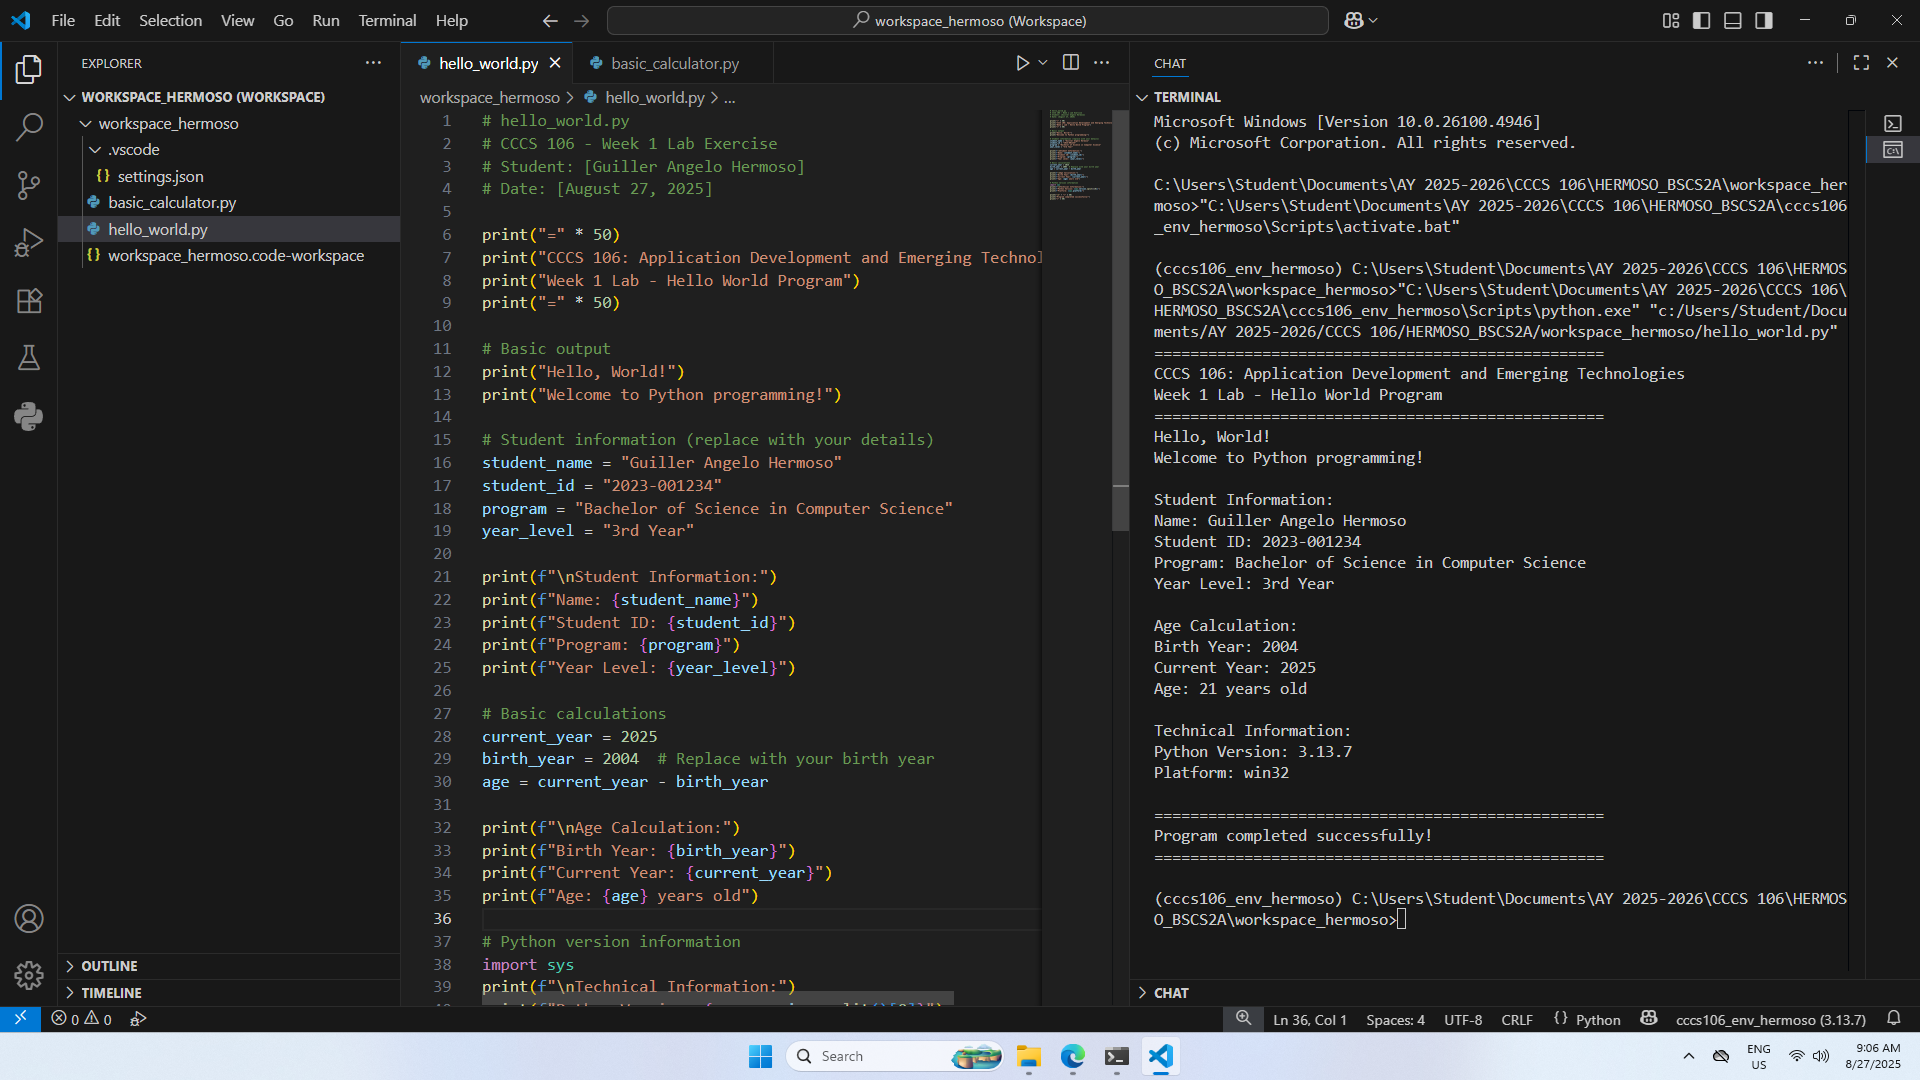 File Edit Selection View Go Run Terminal Help
workspace_hermoso (Workspace)
EXPLORER
WORKSPACE_HERMOSO (WORKSPACE)
workspace_hermoso
.vscode
{} settings.json
basic_calculator.py
hello_world.py
{} workspace_hermoso.code-workspace
OUTLINE
TIMELINE
hello_world.py
basic_calculator.py
workspace_hermoso > hello_world.py > ...
1 # hello_world.py
2 # CCCS 106 - Week 1 Lab Exercise
3 # Student: [Guiller Angelo Hermoso]
4 # Date: [August 27, 2025]
5
6 print("=" * 50)
7 print("CCCS 106: Application Development and Emerging Technol
8 print("Week 1 Lab - Hello World Program")
9 print("=" * 50)
10
11 # Basic output
12 print("Hello, World!")
13 print("Welcome to Python programming!")
14
15 # Student information (replace with your details)
16 student_name = "Guiller Angelo Hermoso"
17 student_id = "2023-001234"
18 program = "Bachelor of Science in Computer Science"
19 year_level = "3rd Year"
20
21 print(f"\nStudent Information:")
22 print(f"Name: {student_name}")
23 print(f"Student ID: {student_id}")
24 print(f"Program: {program}")
25 print(f"Year Level: {year_level}")
26
27 # Basic calculations
28 current_year = 2025
29 birth_year = 2004  # Replace with your birth year
30 age = current_year - birth_year
31
32 print(f"\nAge Calculation:")
33 print(f"Birth Year: {birth_year}")
34 print(f"Current Year: {current_year}")
35 print(f"Age: {age} years old")
36
37 # Python version information
38 import sys
39 print(f"\nTechnical Information:")
CHAT
TERMINAL
Microsoft Windows [Version 10.0.26100.4946]
(c) Microsoft Corporation. All rights reserved.
C:\Users\Student\Documents\AY 2025-2026\CCCS 106\HERMOSO_BSCS2A\workspace_her
moso>"C:\Users\Student\Documents\AY 2025-2026\CCCS 106\HERMOSO_BSCS2A\cccs106
_env_hermoso\Scripts\activate.bat"
(cccs106_env_hermoso) C:\Users\Student\Documents\AY 2025-2026\CCCS 106\HERMOS
O_BSCS2A\workspace_hermoso>"C:\Users\Student\Documents\AY 2025-2026\CCCS 106\
HERMOSO_BSCS2A\cccs106_env_hermoso\Scripts\python.exe" "c:/Users/Student/Docu
ments/AY 2025-2026/CCCS 106/HERMOSO_BSCS2A/workspace_hermoso/hello_world.py"
==================================================
CCCS 106: Application Development and Emerging Technologies
Week 1 Lab - Hello World Program
==================================================
Hello, World!
Welcome to Python programming!
Student Information:
Name: Guiller Angelo Hermoso
Student ID: 2023-001234
Program: Bachelor of Science in Computer Science
Year Level: 3rd Year
Age Calculation:
Birth Year: 2004
Current Year: 2025
Age: 21 years old
Technical Information:
Python Version: 3.13.7
Platform: win32
==================================================
Program completed successfully!
==================================================
(cccs106_env_hermoso) C:\Users\Student\Documents\AY 2025-2026\CCCS 106\HERMOS
O_BSCS2A\workspace_hermoso>
CHAT
0 0
Ln 36, Col 1 Spaces: 4 UTF-8 CRLF {} Python cccs106_env_hermoso (3.13.7)
Search
ENG
US
9:06 AM
8/27/2025